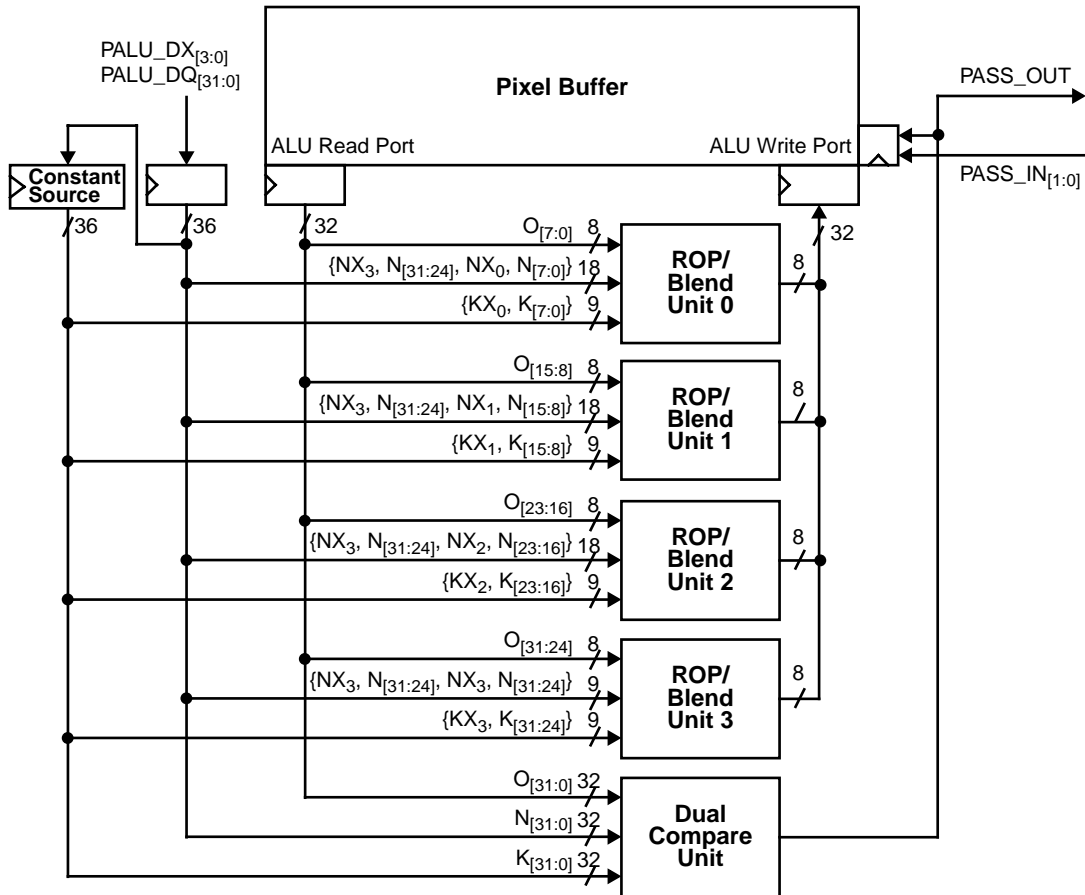 PALU_DX[3:0]
PALU_DQ[31:0]
Pixel Buffer
PASS_OUT
ALU Read Port
ALU Write Port
PASS_IN[1:0]
Constant
Source
36
36
32
32
O[7:0] 8
{NX3, N[31:24], NX0, N[7:0]} 18
{KX0, K[7:0]} 9
ROP/
Blend
Unit 0
8
O[15:8] 8
{NX3, N[31:24], NX1, N[15:8]} 18
{KX1, K[15:8]} 9
ROP/
Blend
Unit 1
8
O[23:16] 8
{NX3, N[31:24], NX2, N[23:16]} 18
{KX2, K[23:16]} 9
ROP/
Blend
Unit 2
8
O[31:24] 8
{NX3, N[31:24], NX3, N[31:24]} 9
{KX3, K[31:24]} 9
ROP/
Blend
Unit 3
8
O[31:0] 32
N[31:0] 32
K[31:0] 32
Dual
Compare
Unit